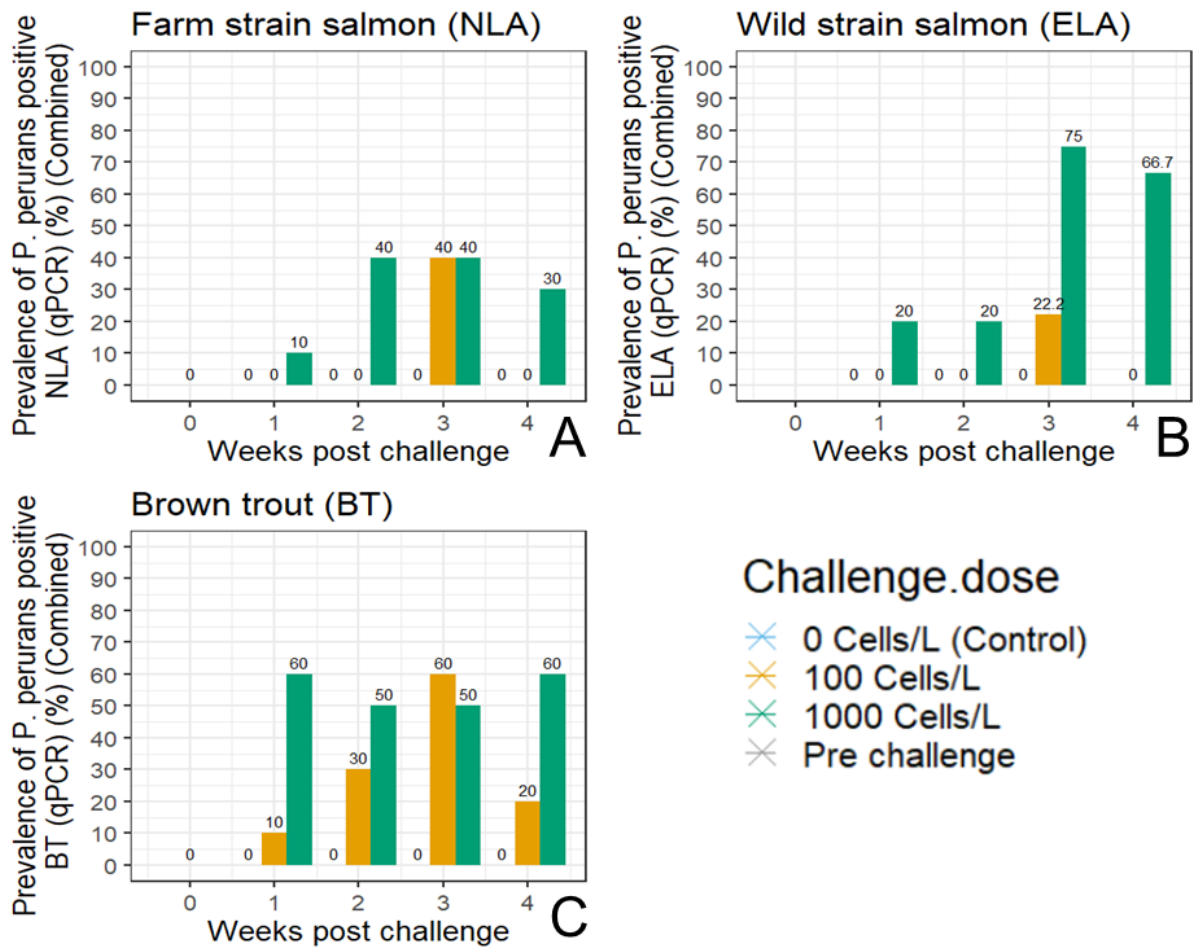 Farm strain salmon (NLA)
Prevalence of P. perurans positive
NLA (qPCR) (%) (Combined)
100
90
80
70
60
50
40
30
20
10
0
0
0 0 10
0 0 40
0 40 40
0 0 30
0 1 2 3 4
Weeks post challenge
A
Wild strain salmon (ELA)
Prevalence of P. perurans positive
ELA (qPCR) (%) (Combined)
100
90
80
70
60
50
40
30
20
10
0
0 0 20
0 0 20
0 22.2 75
0 66.7
0 1 2 3 4
Weeks post challenge
B
Brown trout (BT)
Prevalence of P. perurans positive
BT (qPCR) (%) (Combined)
100
90
80
70
60
50
40
30
20
10
0
0
0 10 60
0 30 50
0 60 50
0 20 60
0 1 2 3 4
Weeks post challenge
C
Challenge.dose
0 Cells/L (Control)
100 Cells/L
1000 Cells/L
Pre challenge